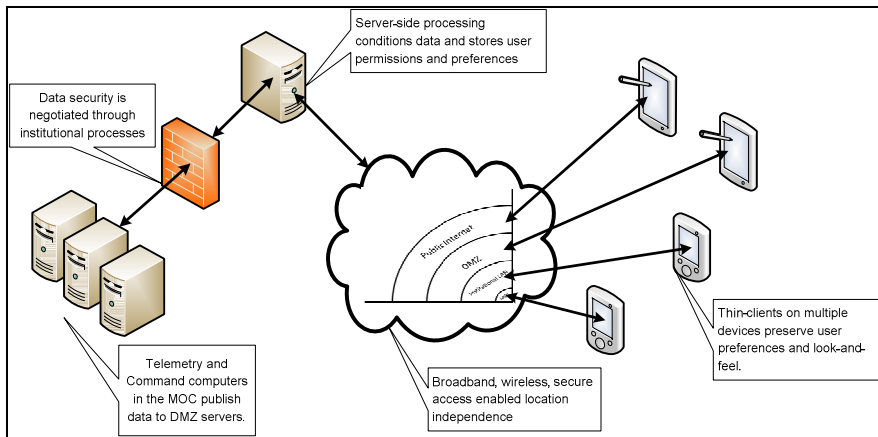 Server-side processing
conditions data and stores user
permissions and preferences
Data security is
negotiated through
institutional processes
Public Internet
DMZ
Institutional LAN
Telemetry and
Command computers
in the MOC publish
data to DMZ servers.
Broadband, wireless, secure
access enabled location
independence
Thin-clients on multiple
devices preserve user
preferences and look-and-
feel.